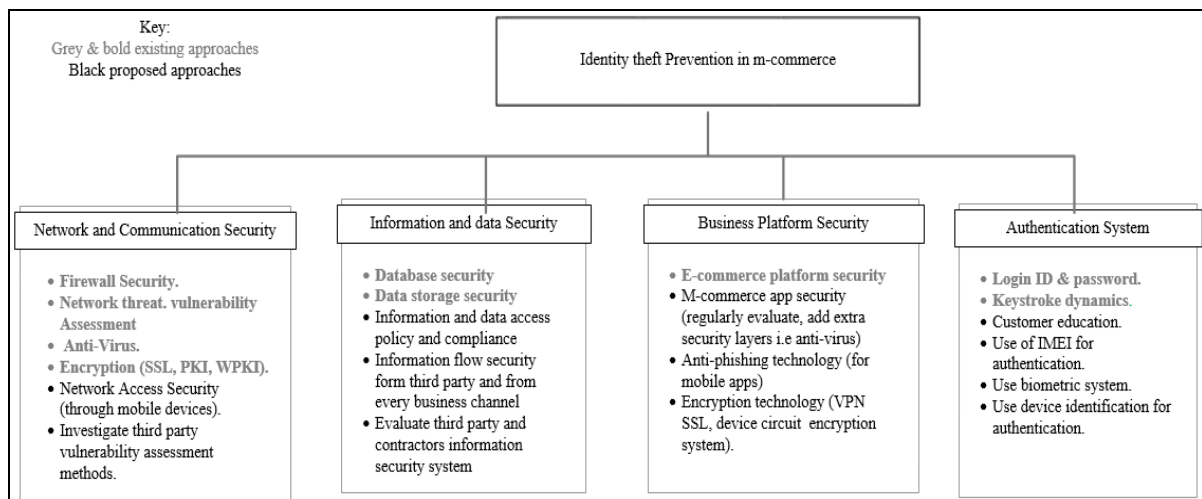 Key:
Grey & bold existing approaches
Black proposed approaches
Identity theft Prevention in m-commerce
Network and Communication Security
• Firewall Security.
• Network threat. vulnerability
Assessment
• Anti-Virus.
• Encryption (SSL, PKI, WPKI).
• Network Access Security
(through mobile devices).
• Investigate third party
vulnerability assessment
methods.
Information and data Security
• Database security
• Data storage security
• Information and data access
policy and compliance
• Information flow security
form third party and from
every business channel
• Evaluate third party and
contractors information
security system
Business Platform Security
• E-commerce platform security
• M-commerce app security
(regularly evaluate, add extra
security layers i.e anti-virus)
• Anti-phishing technology (for
mobile apps)
• Encryption technology (VPN
SSL, device circuit encryption
system).
Authentication System
• Login ID & password.
• Keystroke dynamics.
• Customer education.
• Use of IMEI for
authentication.
• Use biometric system.
• Use device identification for
authentication.